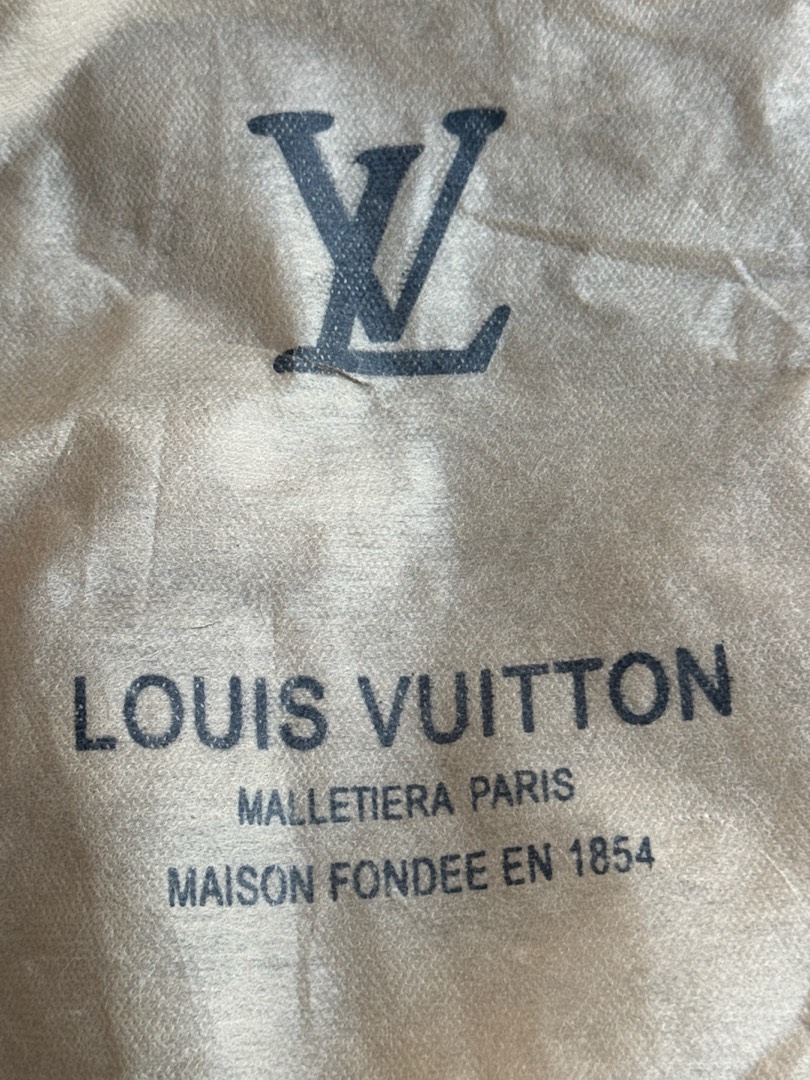 LV
LOUIS VUITTON
MALLETIERA PARIS
MAISON FONDEE EN 1854